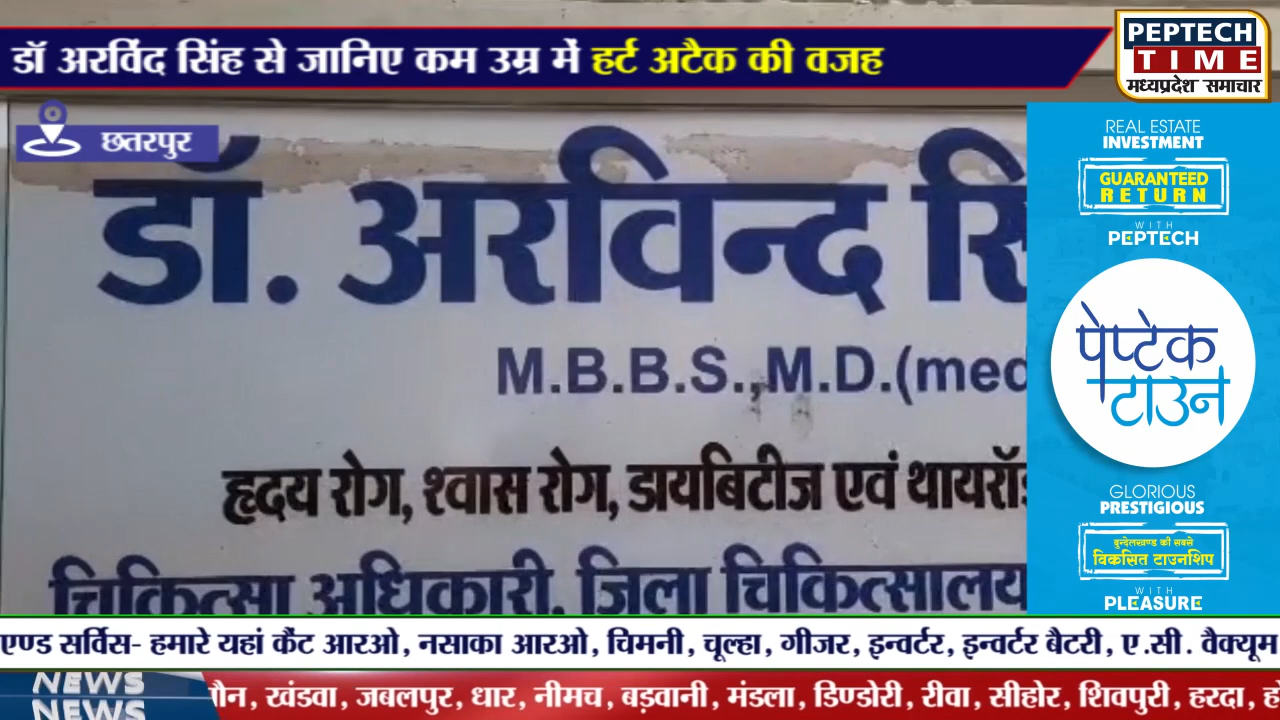 डॉ अरविंद सिंह से जानिए कम उम्र में हर्ट अटैक की वजह
PEPTECH
TIME
मध्यप्रदेश समाचार
छतरपुर
डॉ. अरविन्द
M.B.B.S.,M.D.
हृदय रोग, श्वास रोग, डायबिटीज एवं
चिकित्सा अधिकारी, जिला चिकित्सालय
REAL ESTATE
INVESTMENT
GUARANTEED
RETURN
WITH
PEPTECH
पेप्टेक
टाउन
GLORIOUS
PRESTIGIOUS
बुन्देलखण्ड की सबसे
विकसित टाउनशिप
WITH
PLEASURE
एण्ड सर्विस- हमारे यहां कैंट आरओ, नसाका आरओ, चिमनी, चूल्हा, गीजर, इन्वर्टर, इन्वर्टर बैटरी, ए.सी. वैक्यूम
NEWS
NEWS
खंडवा, जबलपुर, धार, नीमच, बड़वानी, मंडला, डिण्डोरी, रीवा, सीहोर, शिवपुरी, हरदा,